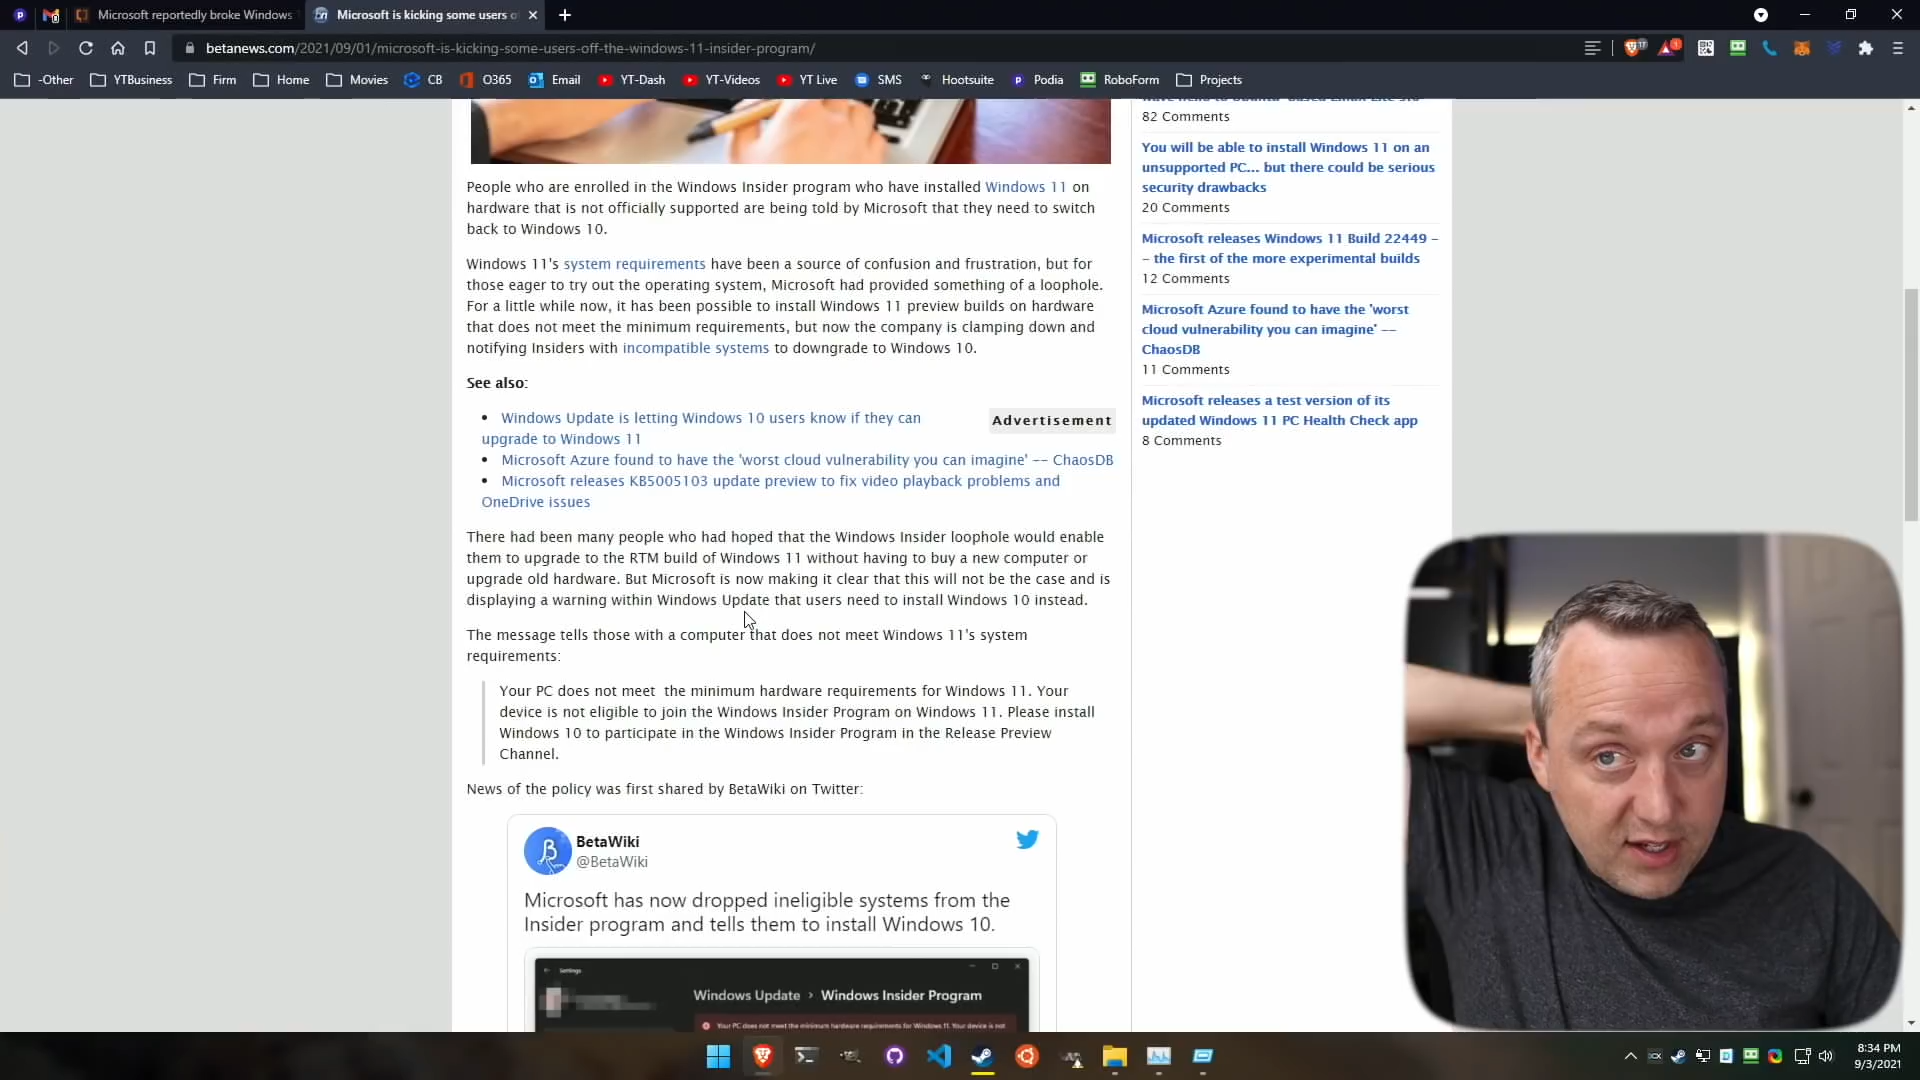 Microsoft reportedly broke Windows
Microsoft is kicking some users o
betanews.com/2021/09/01/microsoft-is-kicking-some-users-off-the-windows-11-insider-program/
-Other
YTBusiness
Firm
Home
Movies
CB
O365
Email
YT-Dash
YT-Videos
YT Live
SMS
Hootsuite
Podia
RoboForm
Projects
People who are enrolled in the Windows Insider program who have installed Windows 11 on
hardware that is not officially supported are being told by Microsoft that they need to switch
back to Windows 10.
Windows 11's system requirements have been a source of confusion and frustration, but for
those eager to try out the operating system, Microsoft had provided something of a loophole.
For a little while now, it has been possible to install Windows 11 preview builds on hardware
that does not meet the minimum requirements, but now the company is clamping down and
notifying Insiders with incompatible systems to downgrade to Windows 10.
See also:
Windows Update is letting Windows 10 users know if they can
upgrade to Windows 11
Advertisement
Microsoft Azure found to have the 'worst cloud vulnerability you can imagine' -- ChaosDB
Microsoft releases KB5005103 update preview to fix video playback problems and
OneDrive issues
There had been many people who had hoped that the Windows Insider loophole would enable
them to upgrade to the RTM build of Windows 11 without having to buy a new computer or
upgrade old hardware. But Microsoft is now making it clear that this will not be the case and is
displaying a warning within Windows Update that users need to install Windows 10 instead.
The message tells those with a computer that does not meet Windows 11's system
requirements:
Your PC does not meet the minimum hardware requirements for Windows 11. Your
device is not eligible to join the Windows Insider Program on Windows 11. Please install
Windows 10 to participate in the Windows Insider Program in the Release Preview
Channel.
News of the policy was first shared by BetaWiki on Twitter:
BetaWiki
@BetaWiki
Microsoft has now dropped ineligible systems from the
Insider program and tells them to install Windows 10.
Settings
Windows Update › Windows Insider Program
Your PC does not meet the minimum hardware requirements for Windows 11. Your device is not
82 Comments
You will be able to install Windows 11 on an
unsupported PC... but there could be serious
security drawbacks
20 Comments
Microsoft releases Windows 11 Build 22449 -
- the first of the more experimental builds
12 Comments
Microsoft Azure found to have the 'worst
cloud vulnerability you can imagine' --
ChaosDB
11 Comments
Microsoft releases a test version of its
updated Windows 11 PC Health Check app
8 Comments
8:34 PM
9/3/2021